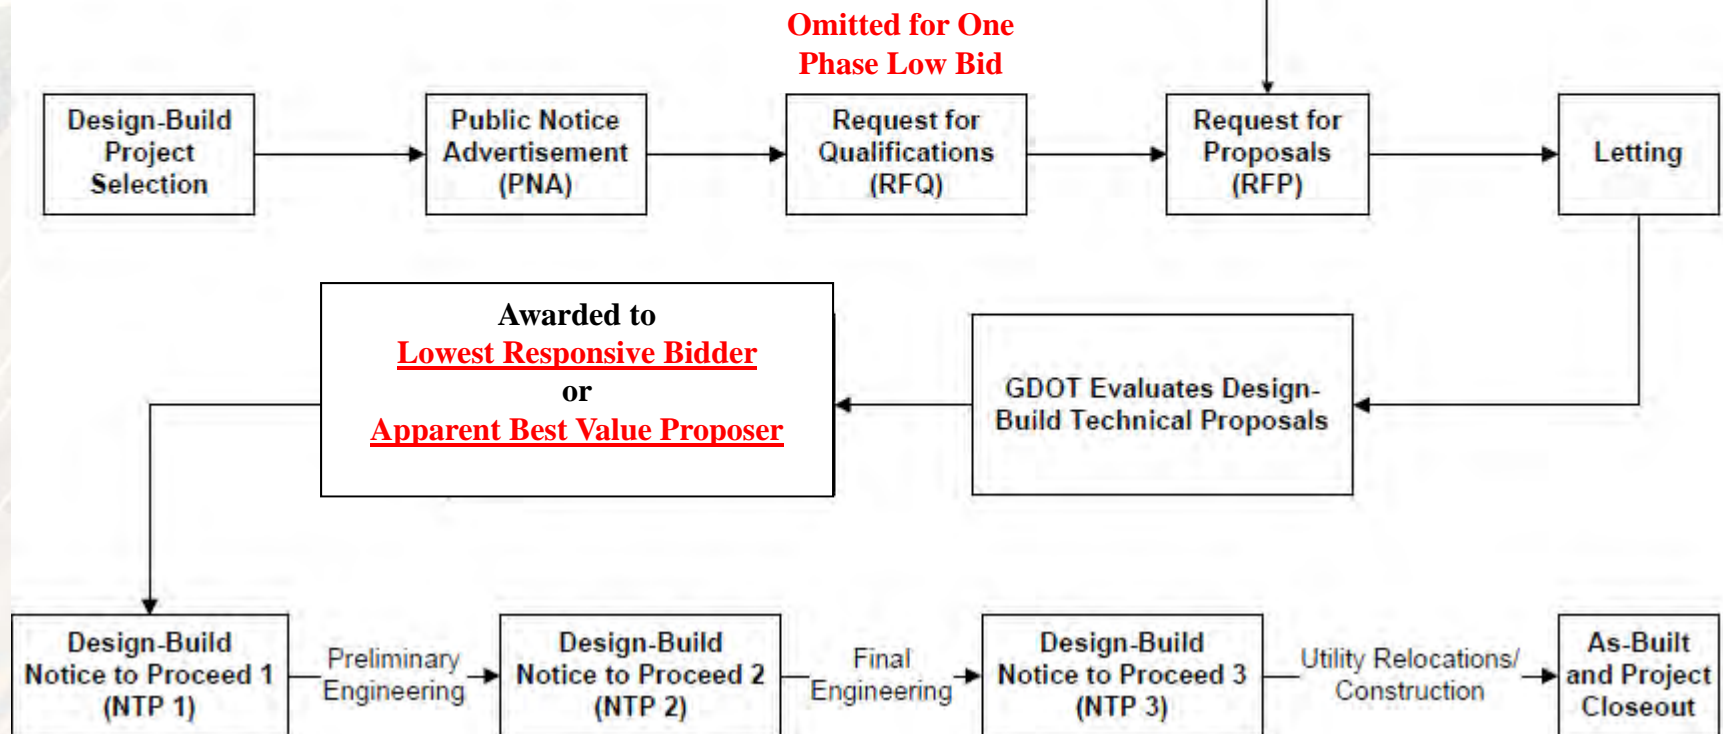 Omitted for One
Phase Low Bid
Design-Build
Project
Selection
Public Notice
Advertisement
(PNA)
Request for
Qualifications
(RFQ)
Request for
Proposals
(RFP)
Letting
Awarded to
Lowest Responsive Bidder
or
Apparent Best Value Proposer
GDOT Evaluates Design-
Build Technical Proposals
Design-Build
Notice to Proceed 1
(NTP 1)
Preliminary
Engineering
Design-Build
Notice to Proceed 2
(NTP 2)
Final
Engineering
Design-Build
Notice to Proceed 3
(NTP 3)
Utility Relocations/
Construction
As-Built
and Project
Closeout